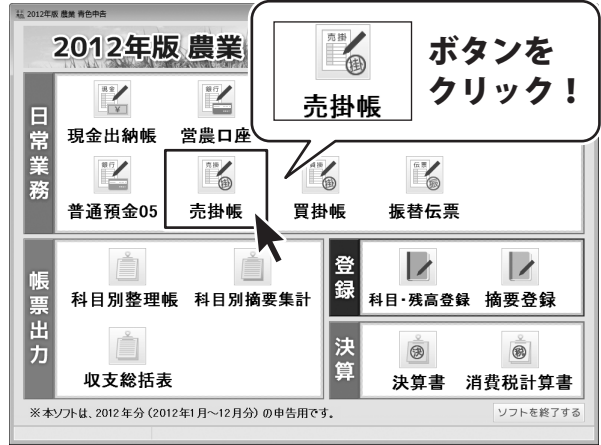 2012年版 農業 青色申告
2012年版 農業
売掛
掛
売掛帳
ボタンを
クリック！
日常業務
現金
¥
現金出納帳
銀行
営農口座
銀行
普通預金05
売掛
掛
売掛帳
買掛
掛
買掛帳
伝票
振替伝票
帳票出力
科目別整理帳
科目別摘要集計
収支総括表
登録
科目・残高登録
摘要登録
決算
決算書
消費税計算書
※本ソフトは、2012年分（2012年1月～12月分）の申告用です。
ソフトを終了する